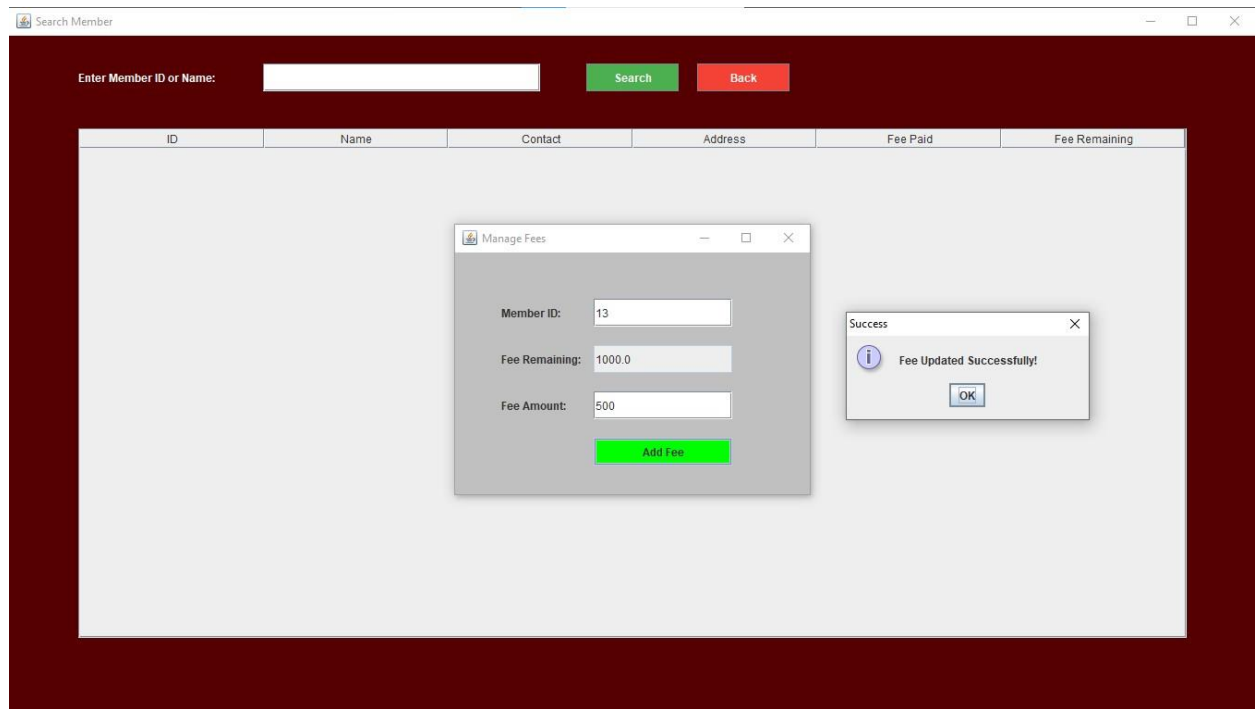 Search Member
Enter Member ID or Name: Search Back
ID Name Contact Address Fee Paid Fee Remaining
Manage Fees
Member ID: 13
Fee Remaining: 1000.0
Fee Amount: 500
Add Fee
Success
Fee Updated Successfully!
OK